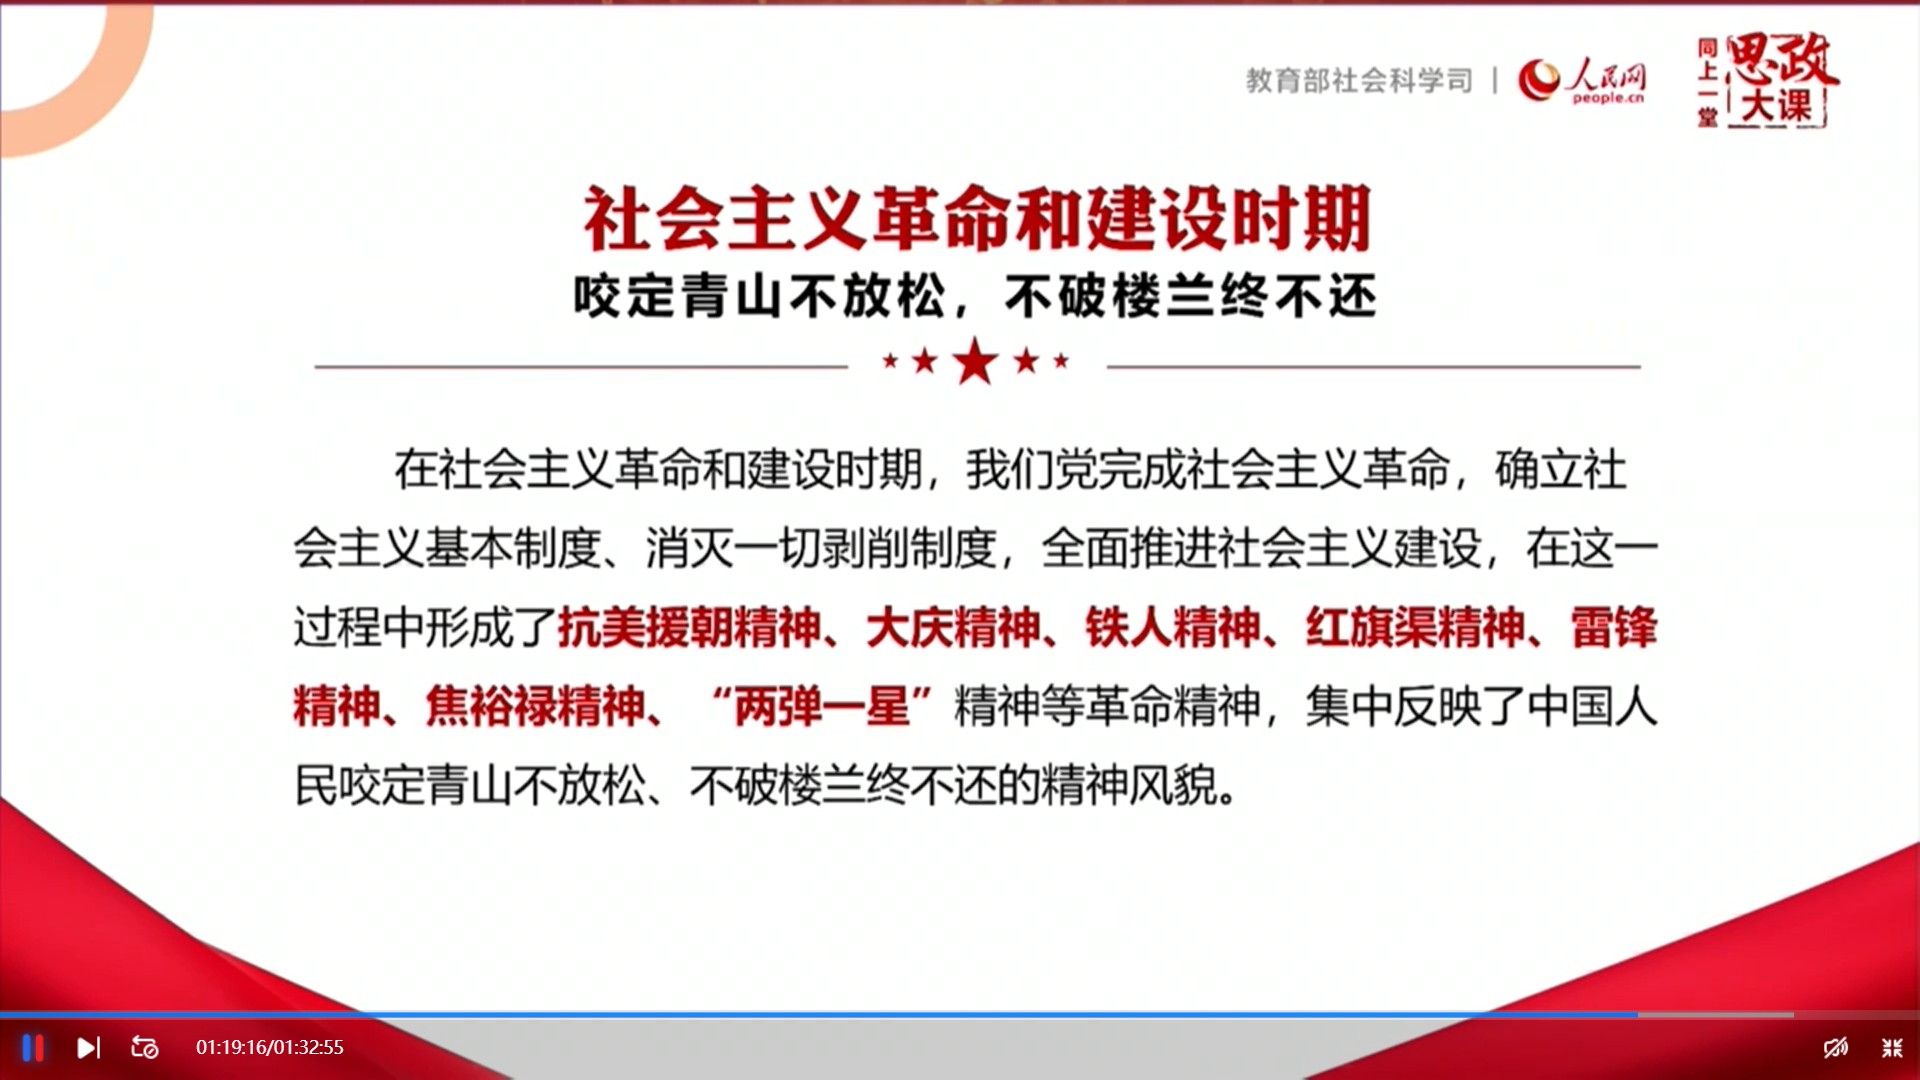 教育部社会科学司 | 人民网
people.cn
同上一堂
思政
大课
社会主义革命和建设时期
咬定青山不放松，不破楼兰终不还
在社会主义革命和建设时期，我们党完成社会主义革命，确立社
会主义基本制度、消灭一切剥削制度，全面推进社会主义建设，在这一
过程中形成了抗美援朝精神、大庆精神、铁人精神、红旗渠精神、雷锋
精神、焦裕禄精神、“两弹一星”精神等革命精神，集中反映了中国人
民咬定青山不放松、不破楼兰终不还的精神风貌。
01:19:16/01:32:55